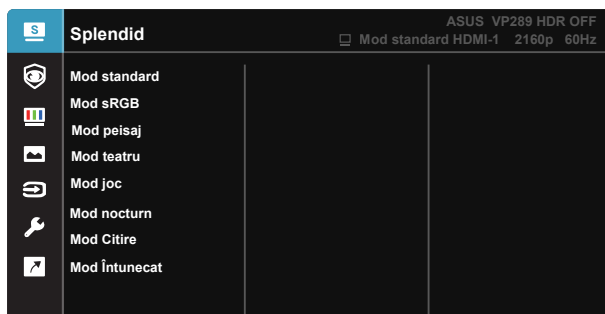 S
Splendid
ASUS VP289 HDR OFF
Mod standard HDMI-1 2160p 60Hz
Mod standard
Mod sRGB
Mod peisaj
Mod teatru
Mod joc
Mod nocturn
Mod Citire
Mod Întunecat